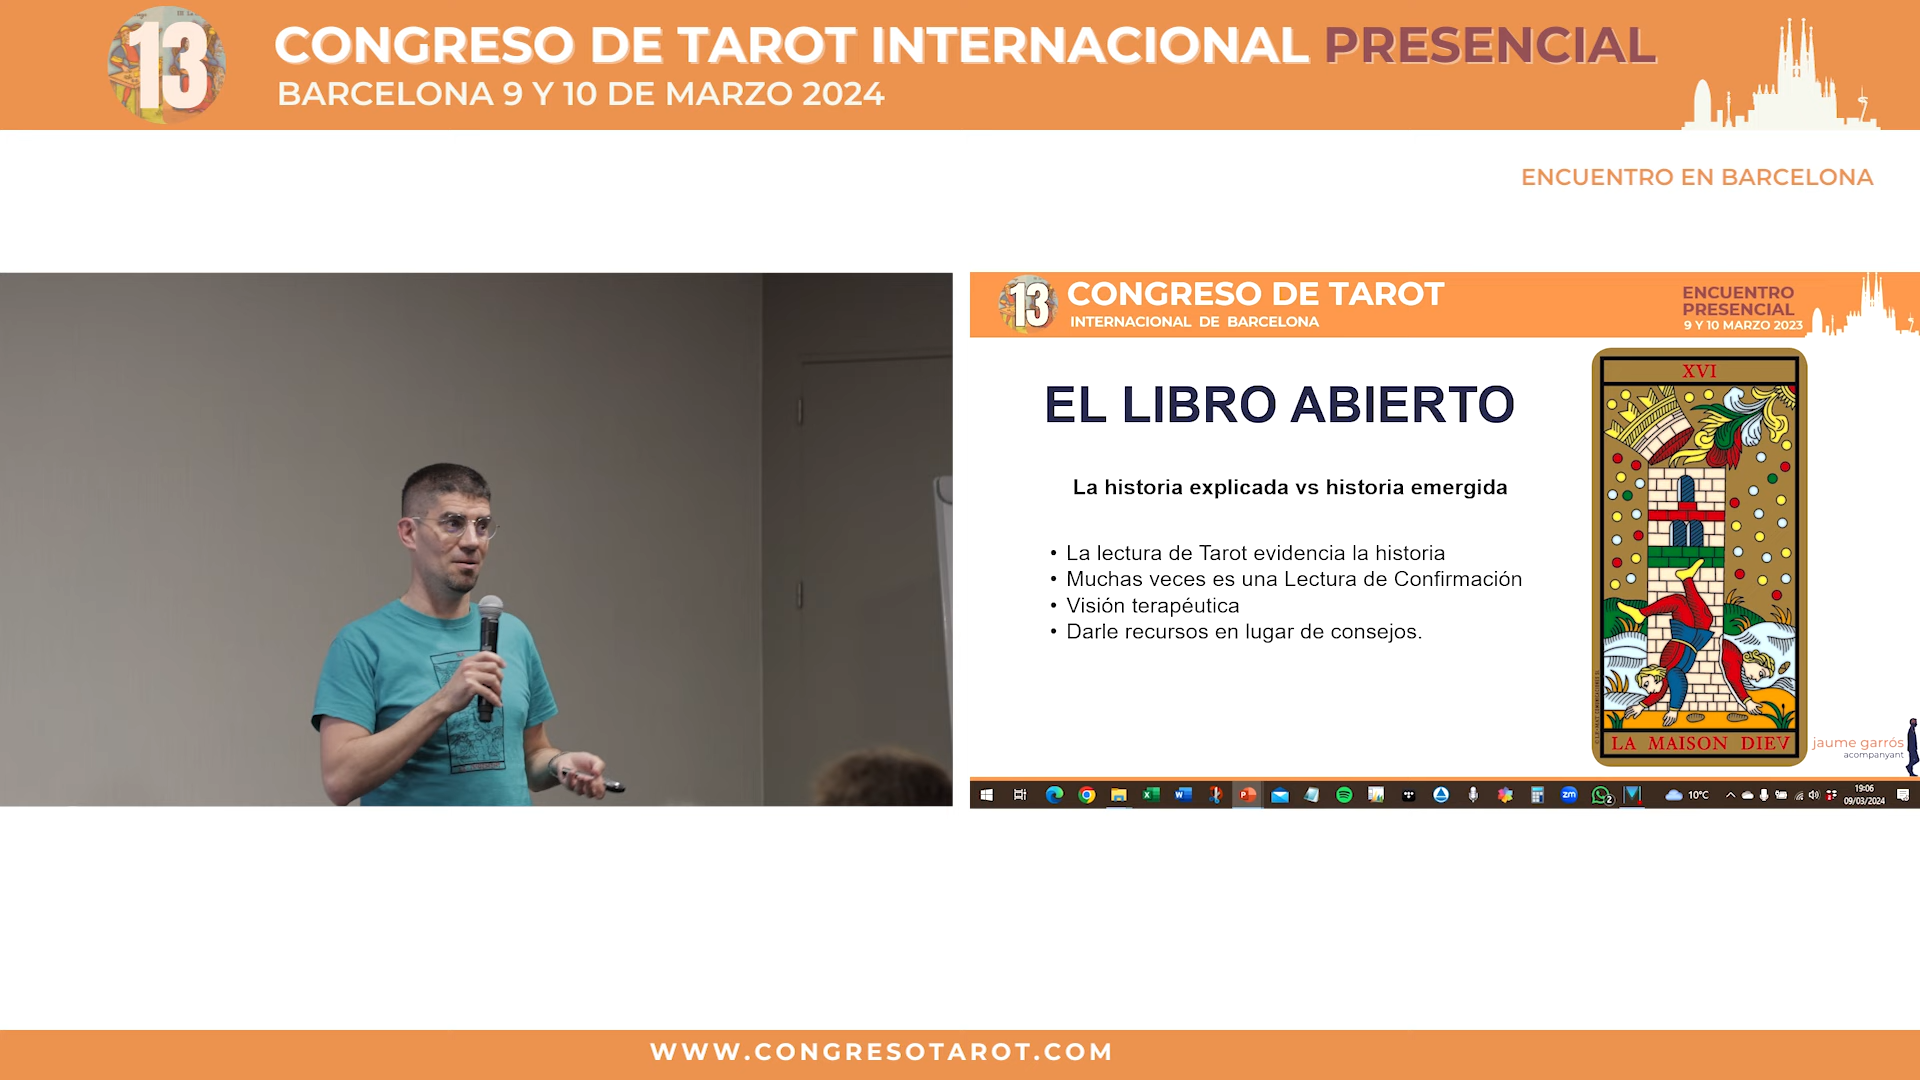 13
CONGRESO DE TAROT INTERNACIONAL PRESENCIAL
BARCELONA 9 Y 10 DE MARZO 2024
ENCUENTRO EN BARCELONA
13
CONGRESO DE TAROT
INTERNACIONAL DE BARCELONA
ENCUENTRO
PRESENCIAL
9 Y 10 MARZO 2023
EL LIBRO ABIERTO
La historia explicada vs historia emergida
• La lectura de Tarot evidencia la historia
• Muchas veces es una Lectura de Confirmación
• Visión terapéutica
• Darle recursos en lugar de consejos.
XVI
LA MAISON DIEV
jaume garrós
acompanyant
zm
2
10°C
19:06
09/03/2024
WWW.CONGRESOTAROT.COM